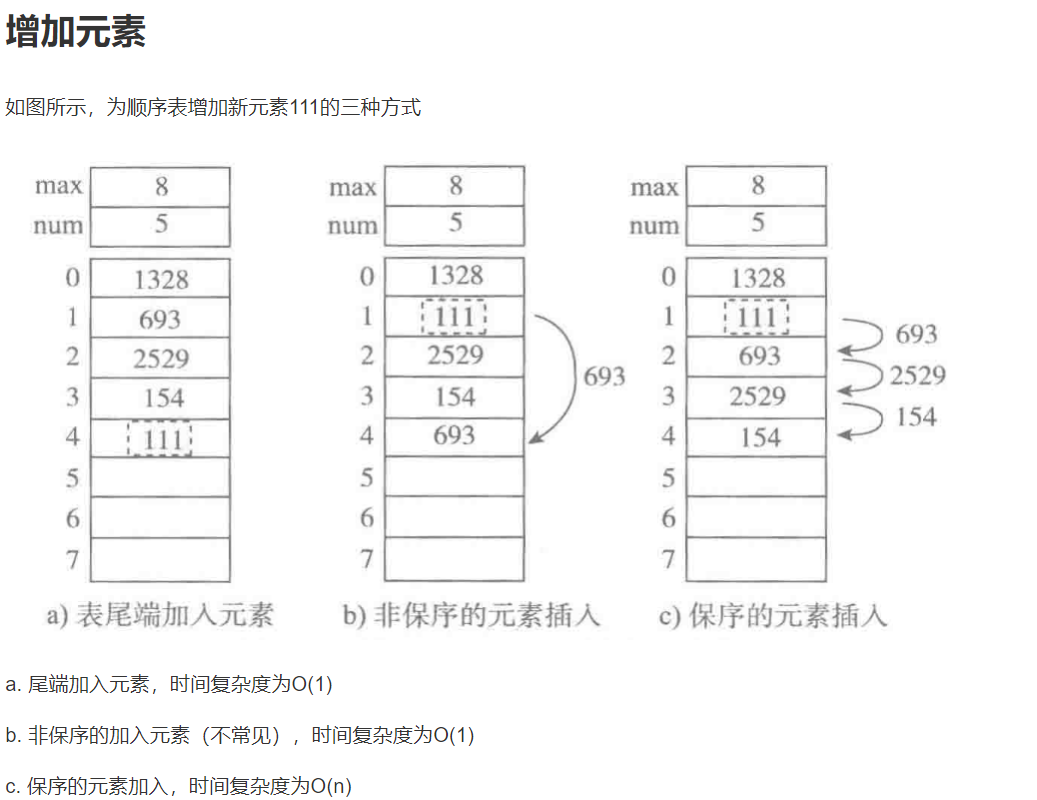 增加元素
如图所示，为顺序表增加新元素111的三种方式
max 8 max 8 max 8
num 5 num 5 num 5
0 1328 0 1328 0 1328
1 693 1 111 1 111
693
2 2529 2 2529 2 693
693 2529
3 154 3 154 3 2529
154
4 111 4 693 4 154
5 5 5
6 6 6
7 7 7
a) 表尾端加入元素 b) 非保序的元素插入 c) 保序的元素插入
a. 尾端加入元素，时间复杂度为O(1)
b. 非保序的加入元素（不常见），时间复杂度为O(1)
c. 保序的元素加入，时间复杂度为O(n)